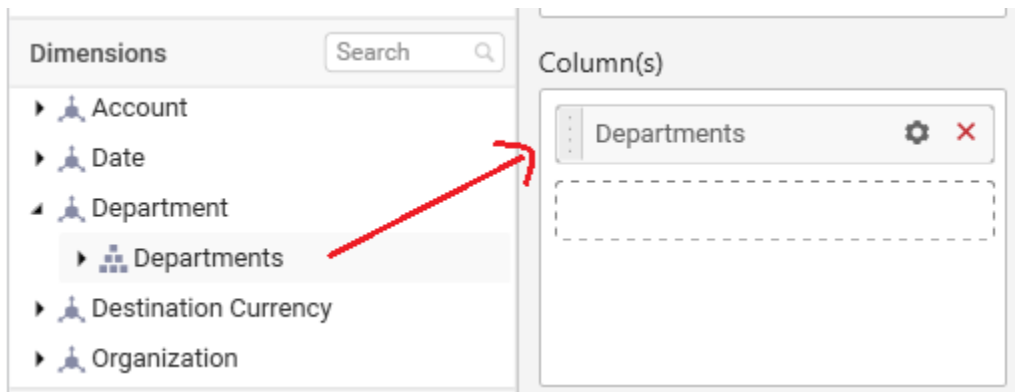 Dimensions
Search
Account
Date
Department
Departments
Destination Currency
Organization
Column(s)
Departments